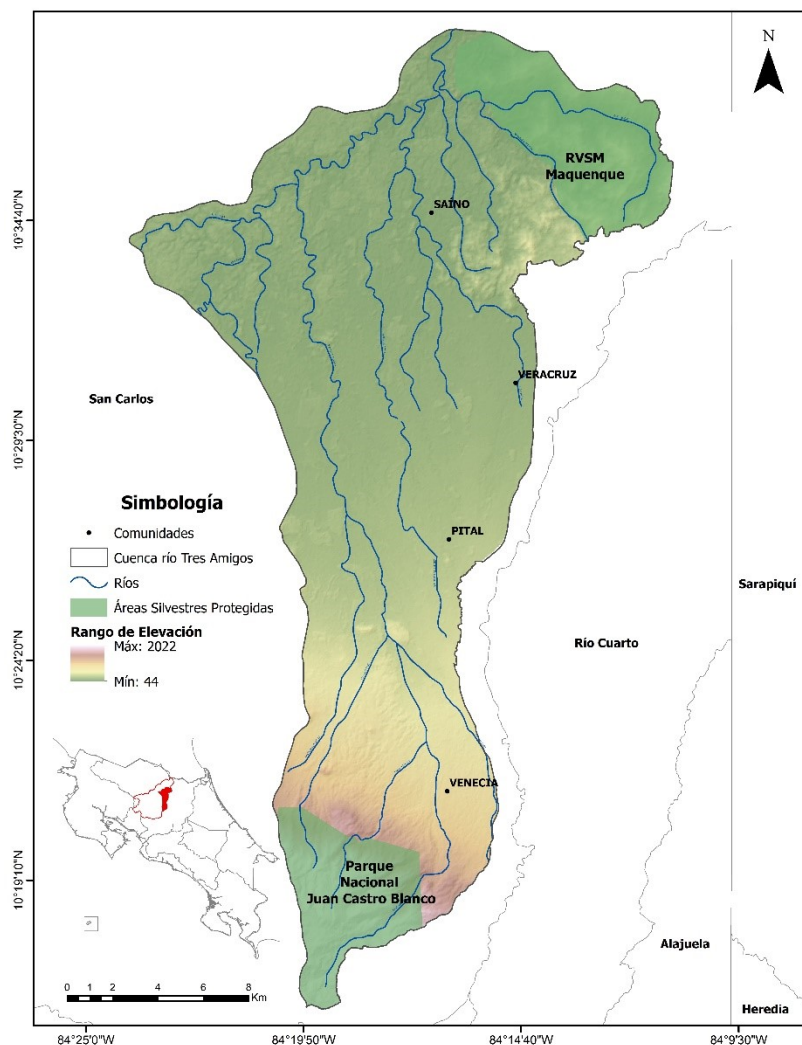 N
RVSM
Maquenque
SAÍNO
10°34'40"N
VERACRUZ
San Carlos
10°29'30"N
Simbología
Comunidades
Cuenca río Tres Amigos
Ríos
Áreas Silvestres Protegidas
Rango de Elevación
Máx: 2022
Mín: 44
PITAL
Sarapiquí
Río Cuarto
10°24'20"N
VENECIA
10°19'10"N
Parque
Nacional
Juan Castro Blanco
Alajuela
Heredia
0 1 2 4 6 8
Km
84°25'0"W
84°19'50"W
84°14'40"W
84°9'30"W